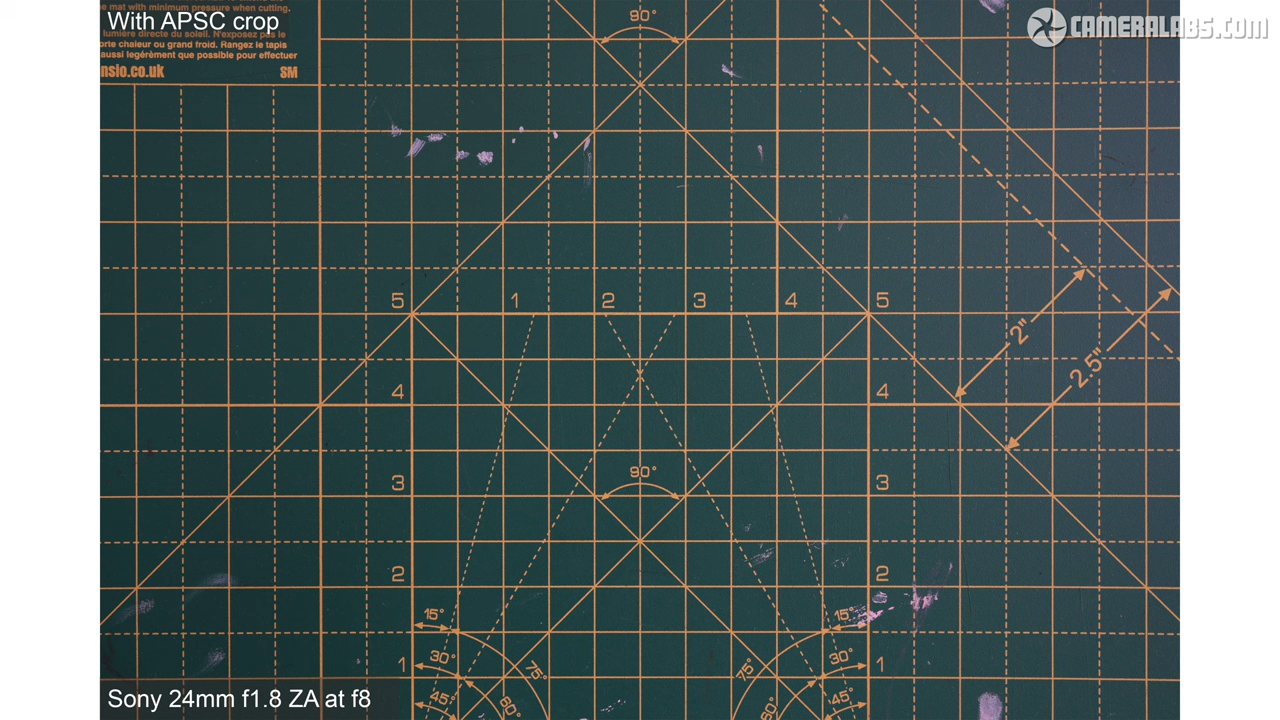 e mat with minimum pressure when cutting.
With APSC crop
lumière directe du soleil. N'exposez pas le
orte chaleur ou grand froid. Rangez le tapis
aussi legérèment que possible pour effectuer
nsio.co.uk SM
CAMERALABS.COM
90°
5 1 2 3 4 5
2"
2.5"
4 4
90°
3 3
2 2
15° 15°
1 30° 75° 75° 30° 1
45° 60° 60° 45°
Sony 24mm f1.8 ZA at f8